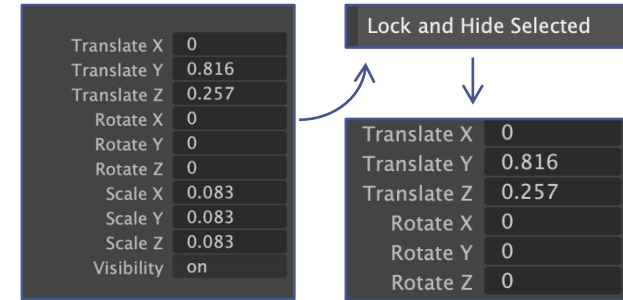 Translate X 0
Translate Y 0.816
Translate Z 0.257
Rotate X 0
Rotate Y 0
Rotate Z 0
Scale X 0.083
Scale Y 0.083
Scale Z 0.083
Visibility on
Lock and Hide Selected
Translate X 0
Translate Y 0.816
Translate Z 0.257
Rotate X 0
Rotate Y 0
Rotate Z 0